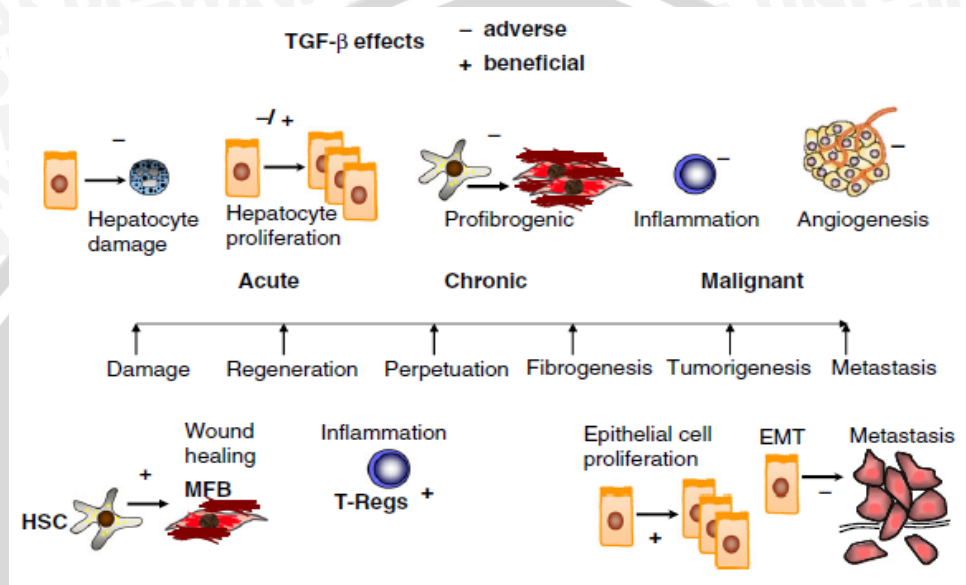 TGF-β effects
− adverse
+ beneficial
−
−/ +
−
−
−
Hepatocyte
damage
Hepatocyte
proliferation
Profibrogenic
Inflammation
Angiogenesis
Acute
Chronic
Malignant
Damage
Regeneration
Perpetuation
Fibrogenesis
Tumorigenesis
Metastasis
Wound
healing
MFB
+
HSC
Inflammation
T-Regs +
Epithelial cell
proliferation
+
EMT
−
Metastasis